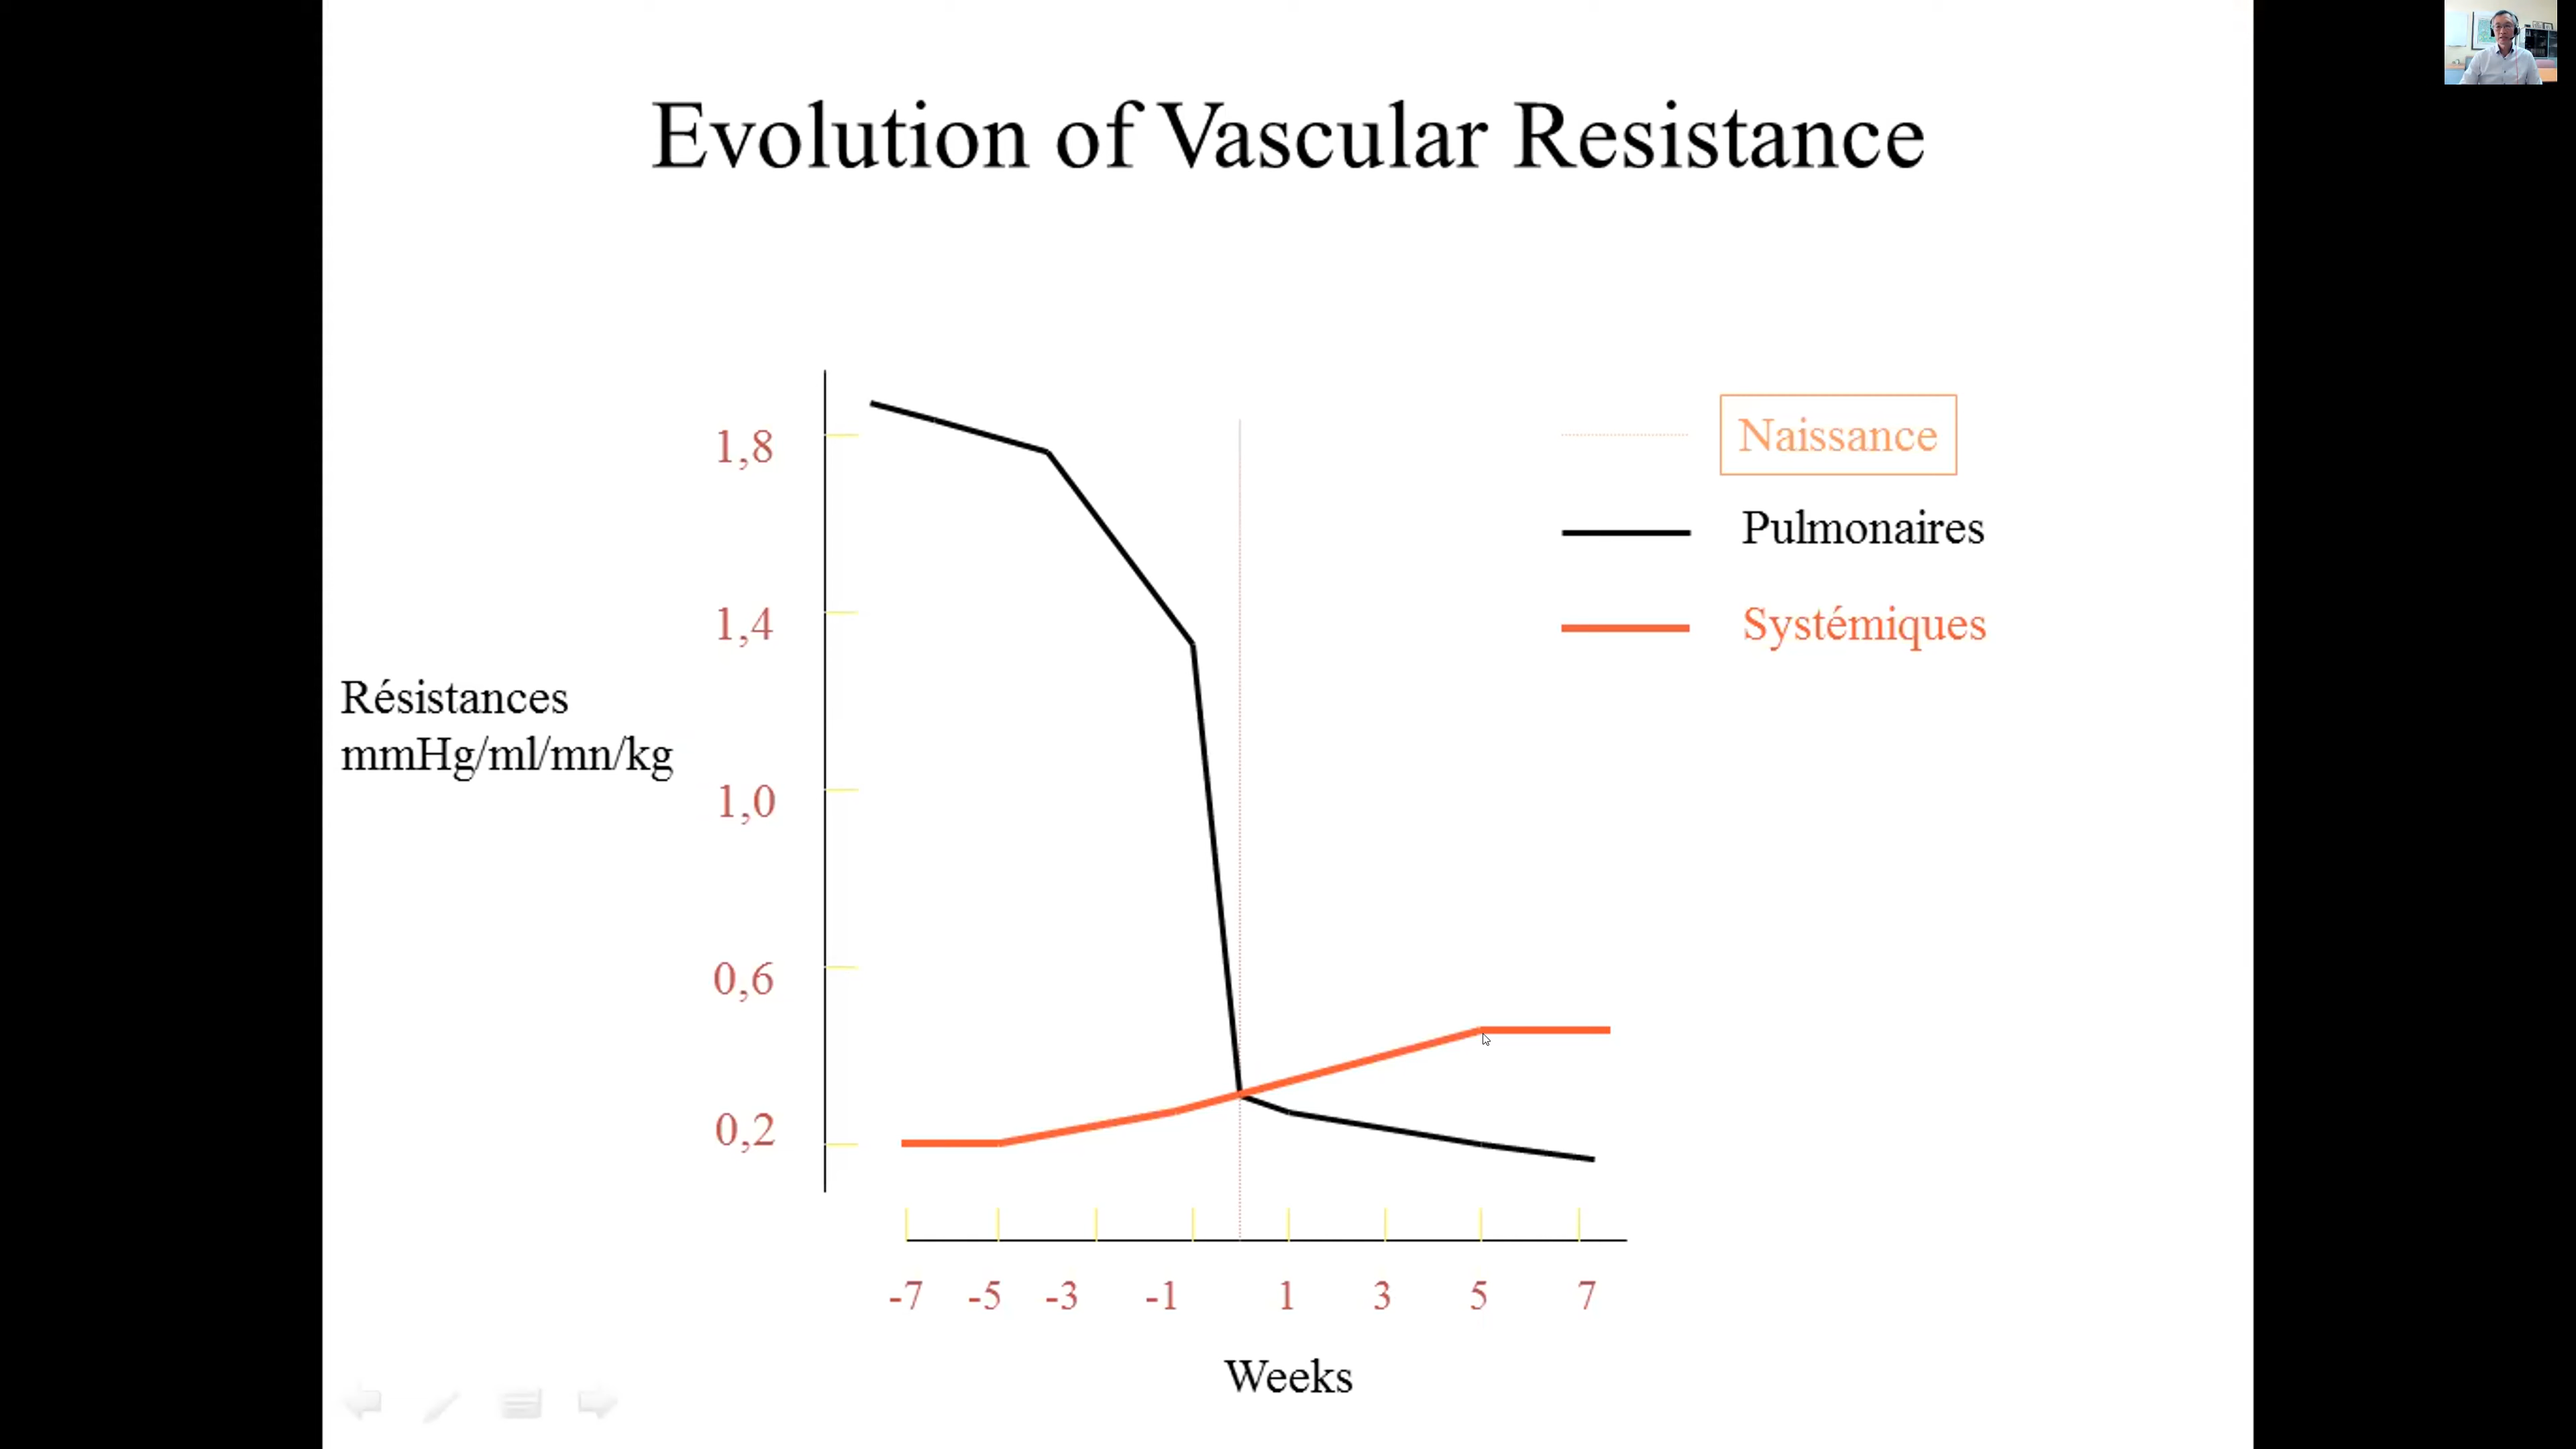 Evolution of Vascular Resistance
Naissance
Pulmonaires
Systémiques
Résistances
mmHg/ml/mn/kg
1,8
1,4
1,0
0,6
0,2
-7 -5 -3 -1 1 3 5 7
Weeks